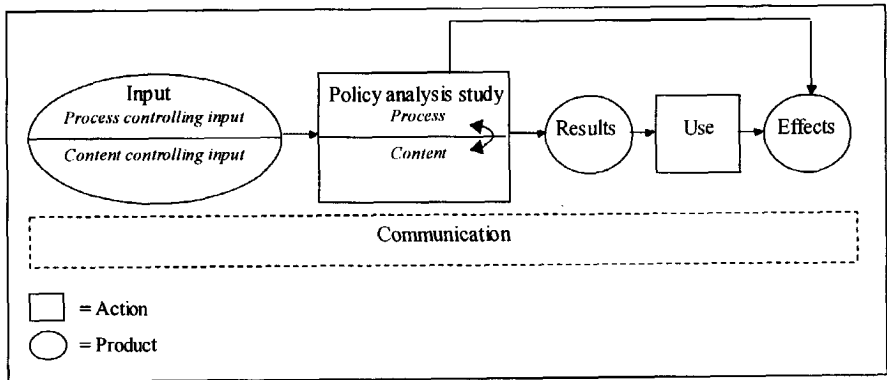 Input
Process controlling input
Content controlling input
Policy analysis study
Process
Content
Results
Use
Effects
Communication
= Action
= Product